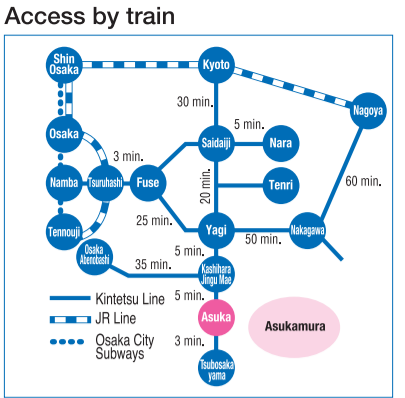 Access by train
Shin
Osaka
Kyoto
Nagoya
30 min.
Osaka
5 min.
Saidaiji
Nara
3 min.
Namba
Tsuruhashi
Fuse
20 min.
Tenri
60 min.
25 min.
Tennouji
Yagi
Nakagawa
50 min.
Osaka
Abenobashi
5 min.
35 min.
Kashihara
Jingu Mae
5 min.
Kintetsu Line
JR Line
Asuka
Asukamura
Osaka City
Subways
3 min.
Tsubosaka
yama